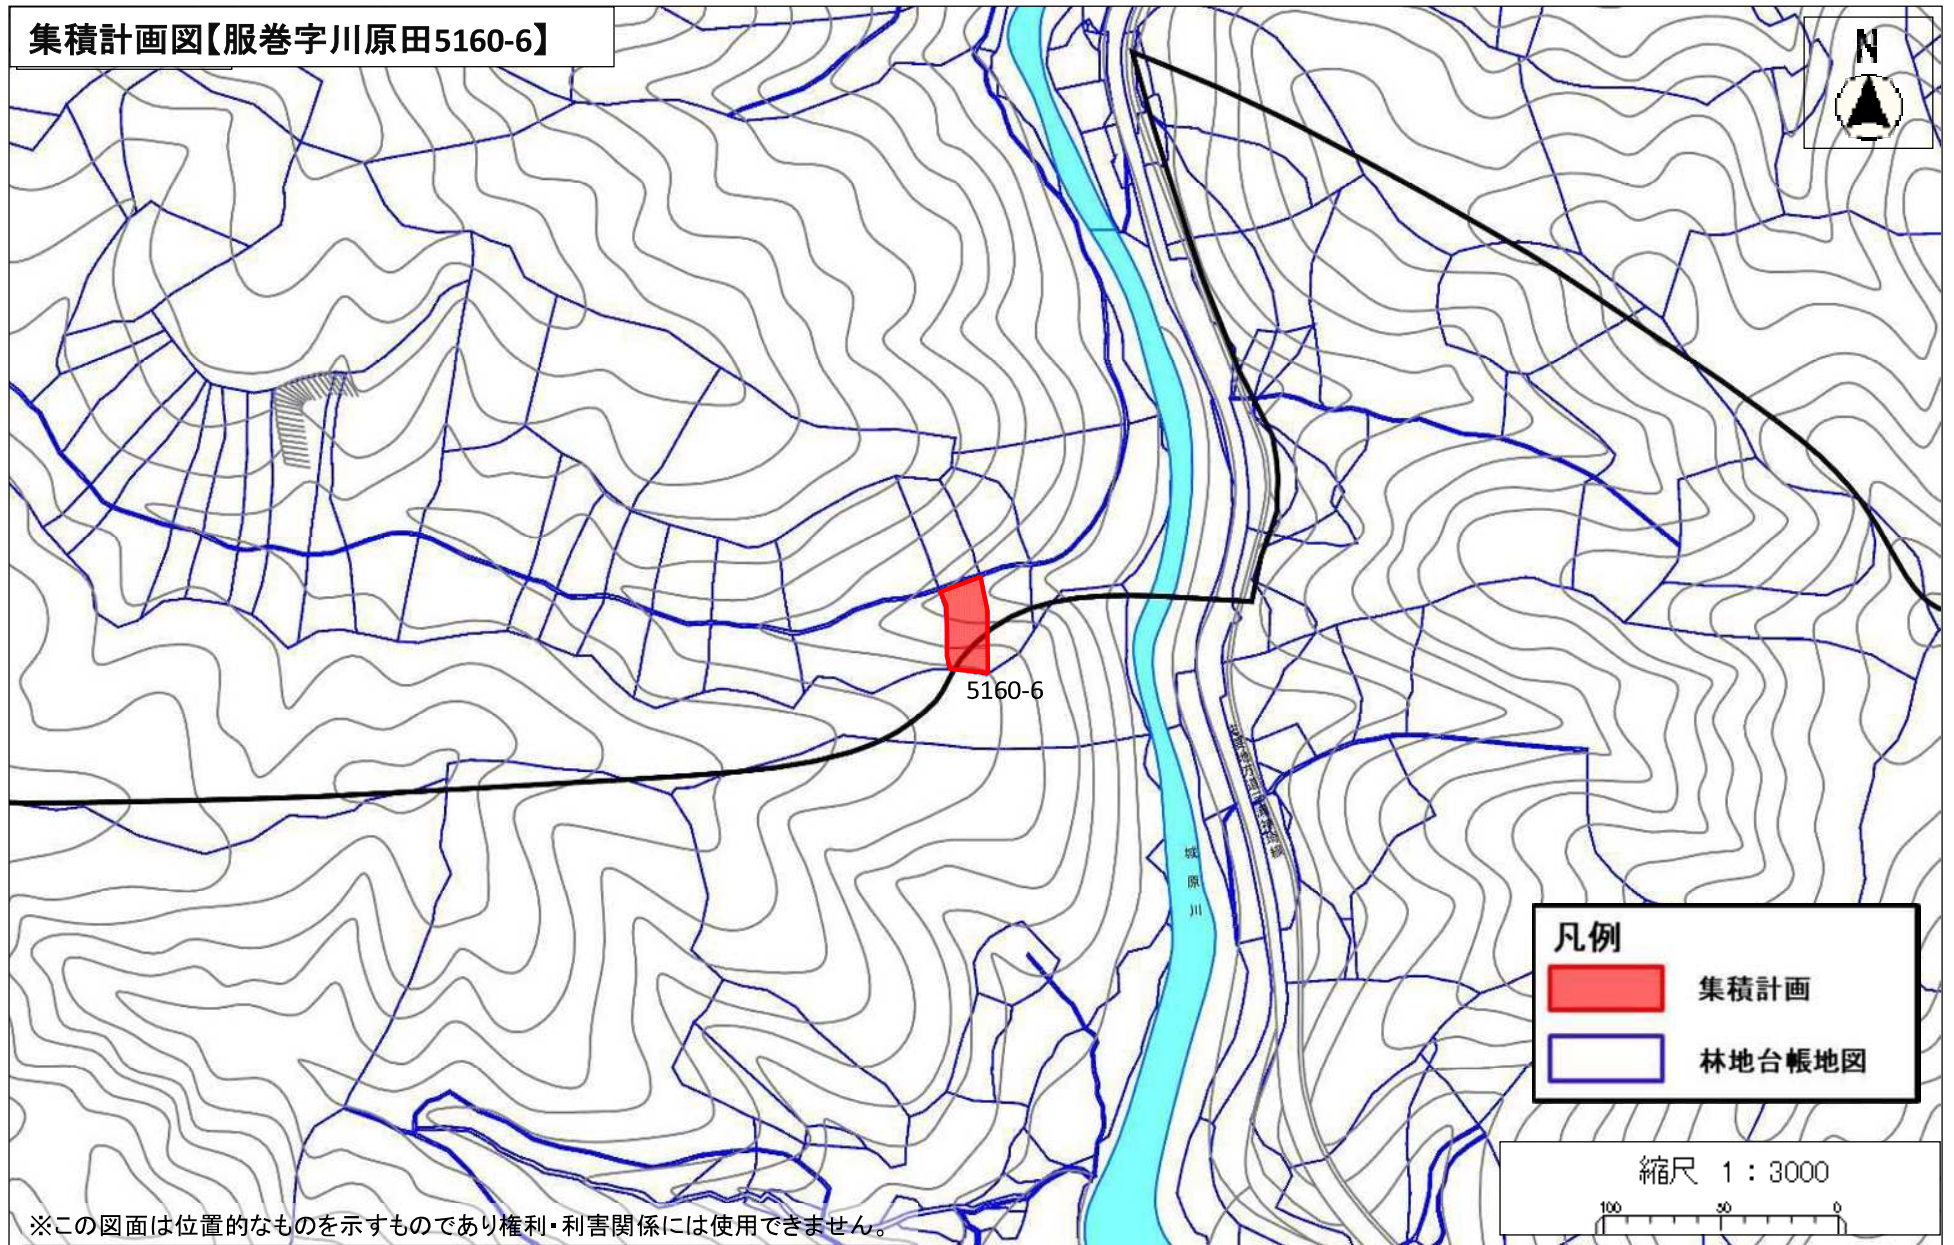 集積計画図【服巻字川原田5160-6】
N
5160-6
城原川
凡例
集積計画
林地台帳地図
縮尺 1：3000
100 50 0
※この図面は位置的なものを示すものであり権利・利害関係には使用できません。